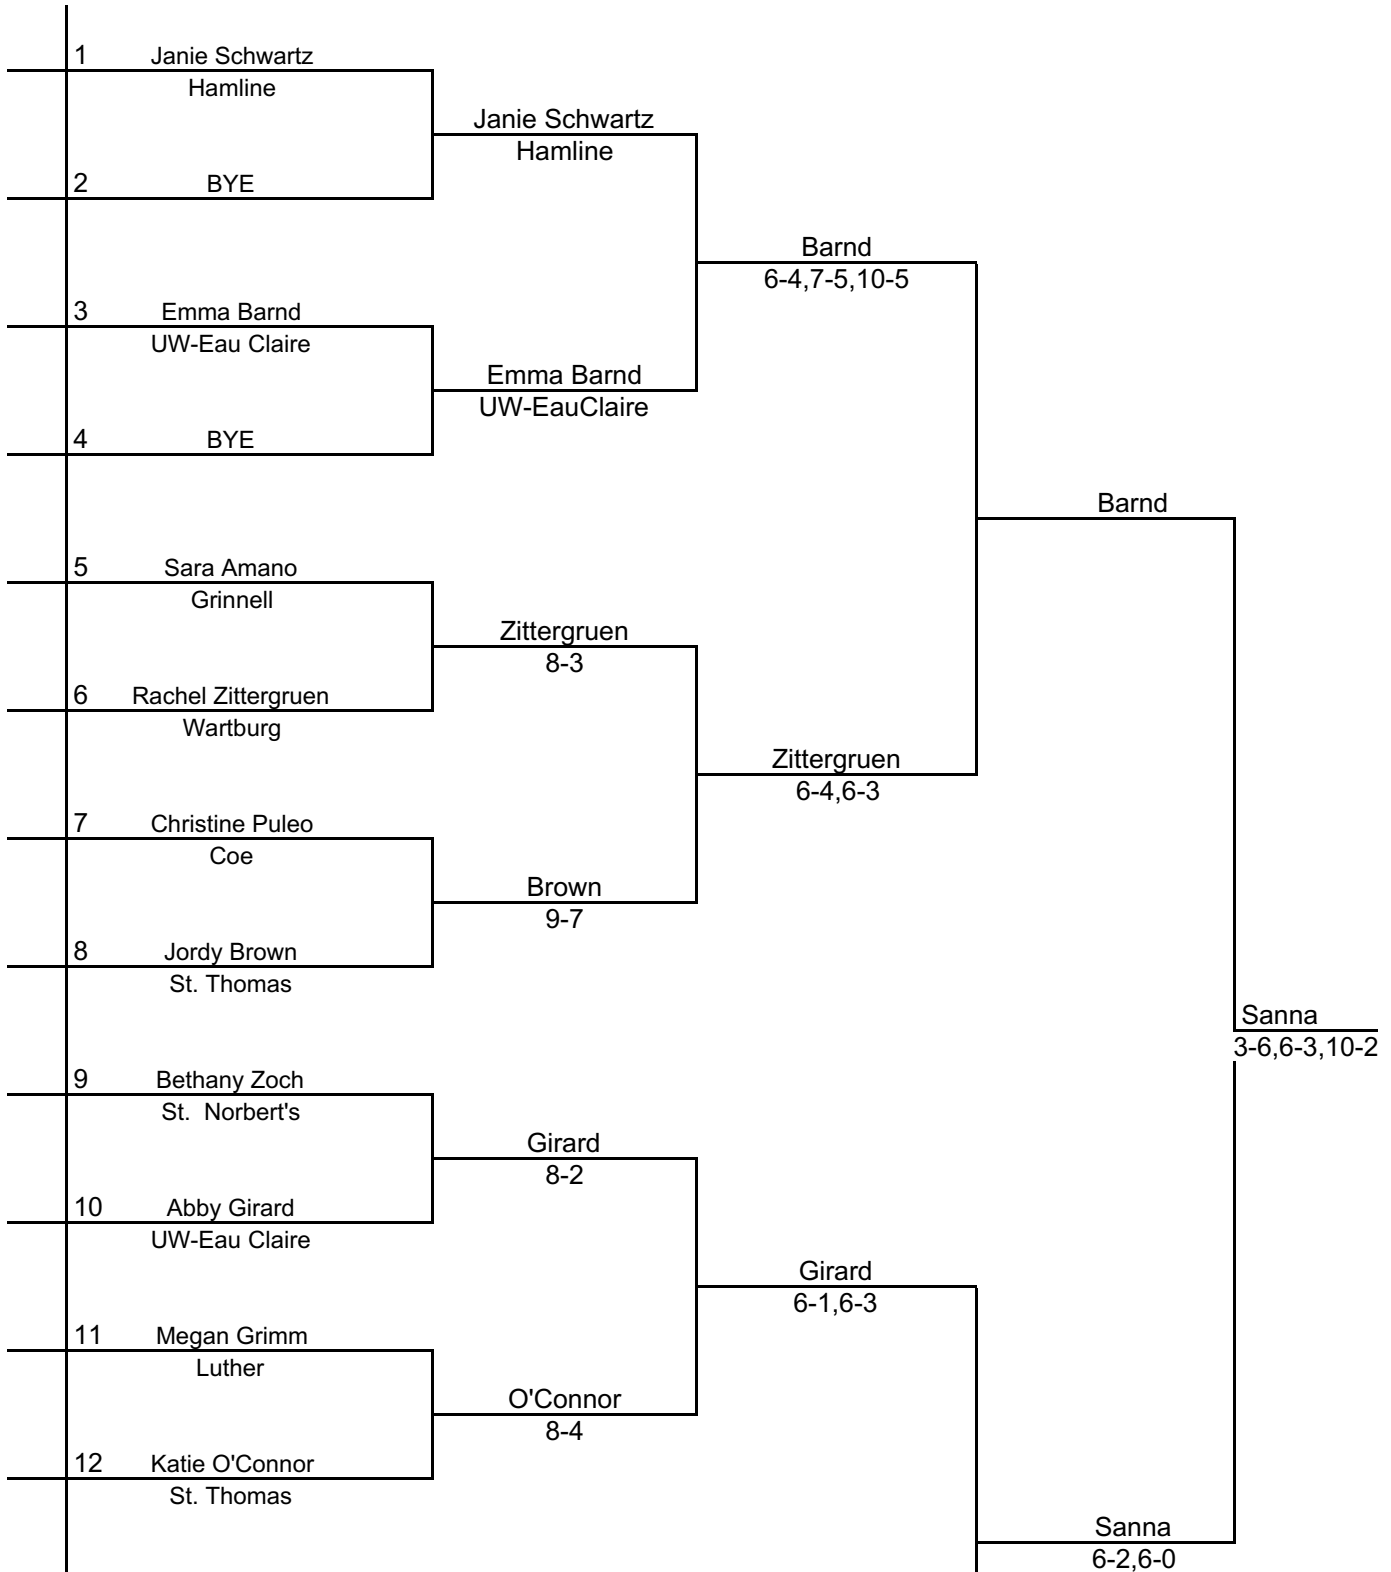 1 Janie Schwartz
Hamline
Janie Schwartz
Hamline
2 BYE
Barnd
6-4,7-5,10-5
3 Emma Barnd
UW-Eau Claire
Emma Barnd
UW-EauClaire
4 BYE
Barnd
5 Sara Amano
Grinnell
Zittergruen
8-3
6 Rachel Zittergruen
Wartburg
Zittergruen
6-4,6-3
7 Christine Puleo
Coe
Brown
9-7
8 Jordy Brown
St. Thomas
Sanna
3-6,6-3,10-2
9 Bethany Zoch
St.  Norbert's
Girard
8-2
10 Abby Girard
UW-Eau Claire
Girard
6-1,6-3
11 Megan Grimm
Luther
O'Connor
8-4
12 Katie O'Connor
St. Thomas
Sanna
6-2,6-0